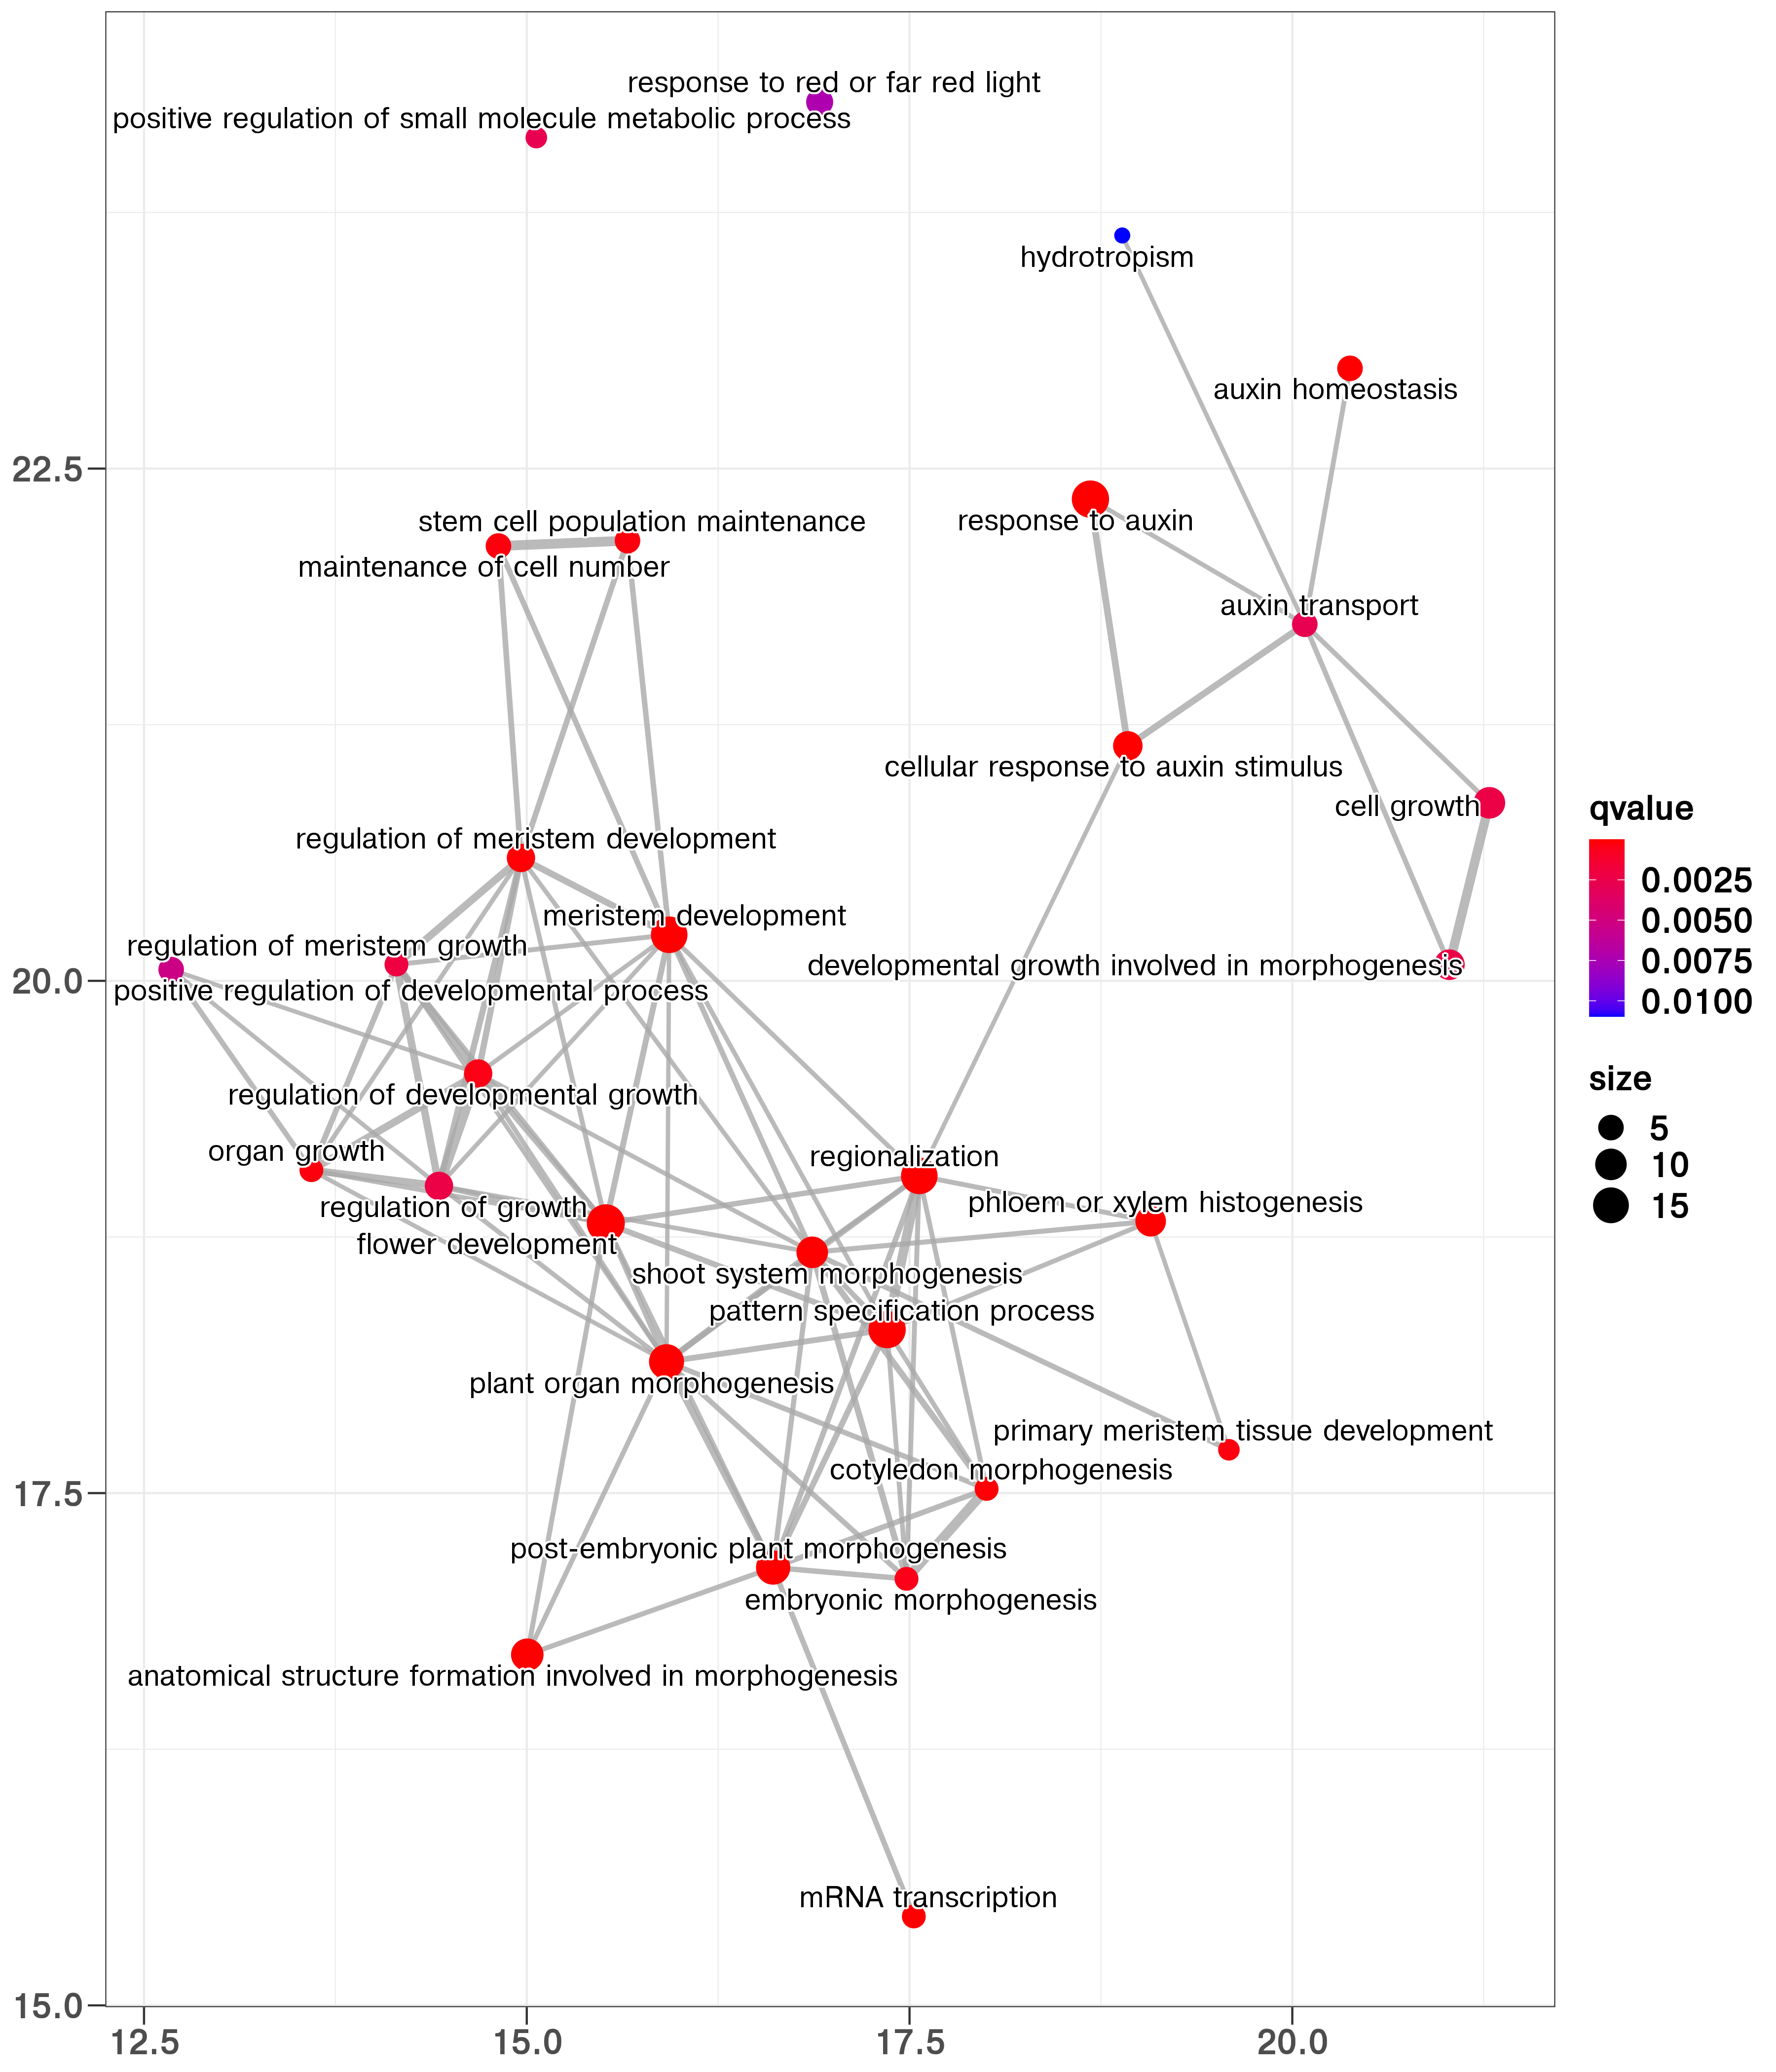 response to red or far red light
positive regulation of small molecule metabolic process
hydrotropism
auxin homeostasis
22.5
response to auxin
stem cell population maintenance
maintenance of cell number
auxin transport
cellular response to auxin stimulus
cell growth
qvalue
0.0025
0.0050
0.0075
0.0100
regulation of meristem development
meristem development
regulation of meristem growth
developmental growth involved in morphogenesis
20.0
positive regulation of developmental process
size
5
10
15
regulation of developmental growth
organ growth
regionalization
phloem or xylem histogenesis
regulation of growth
flower development
shoot system morphogenesis
pattern specification process
plant organ morphogenesis
primary meristem tissue development
cotyledon morphogenesis
17.5
post-embryonic plant morphogenesis
embryonic morphogenesis
anatomical structure formation involved in morphogenesis
mRNA transcription
15.0
12.5
15.0
17.5
20.0